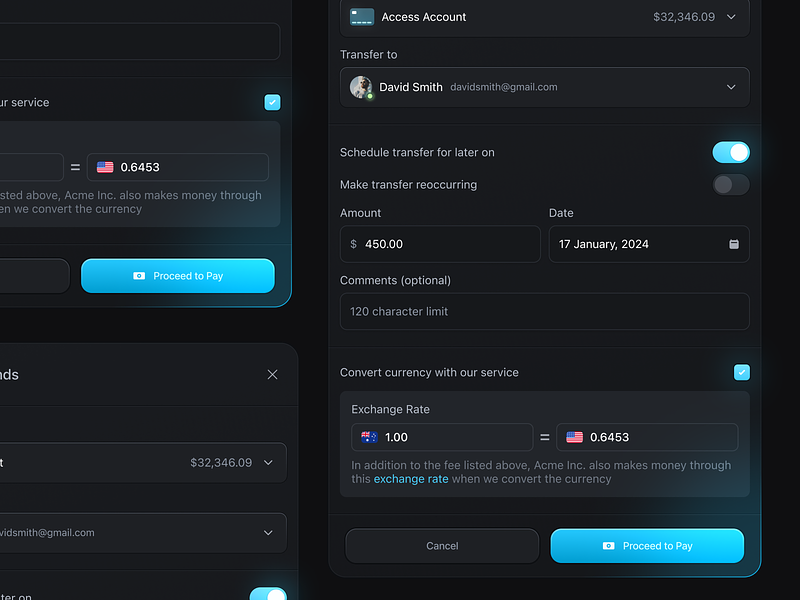 ur service
0.6453
sted above, Acme Inc. also makes money through
en we convert the currency
Proceed to Pay
nds
t
$32,346.09
vidsmith@gmail.com
ter on
Access Account
$32,346.09
Transfer to
David Smith davidsmith@gmail.com
Schedule transfer for later on
Make transfer reoccurring
Amount
Date
$ 450.00
17 January, 2024
Comments (optional)
120 character limit
Convert currency with our service
Exchange Rate
1.00 = 0.6453
In addition to the fee listed above, Acme Inc. also makes money through
this exchange rate when we convert the currency
Cancel
Proceed to Pay